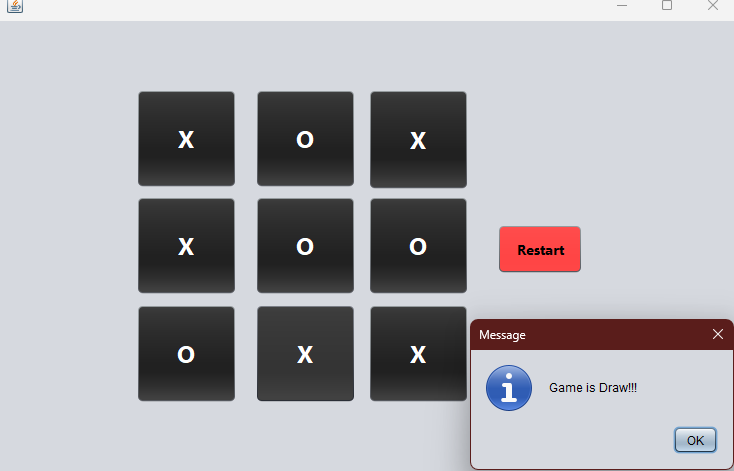 X O X
X O O
Restart
O X X
Message
Game is Draw!!!
OK